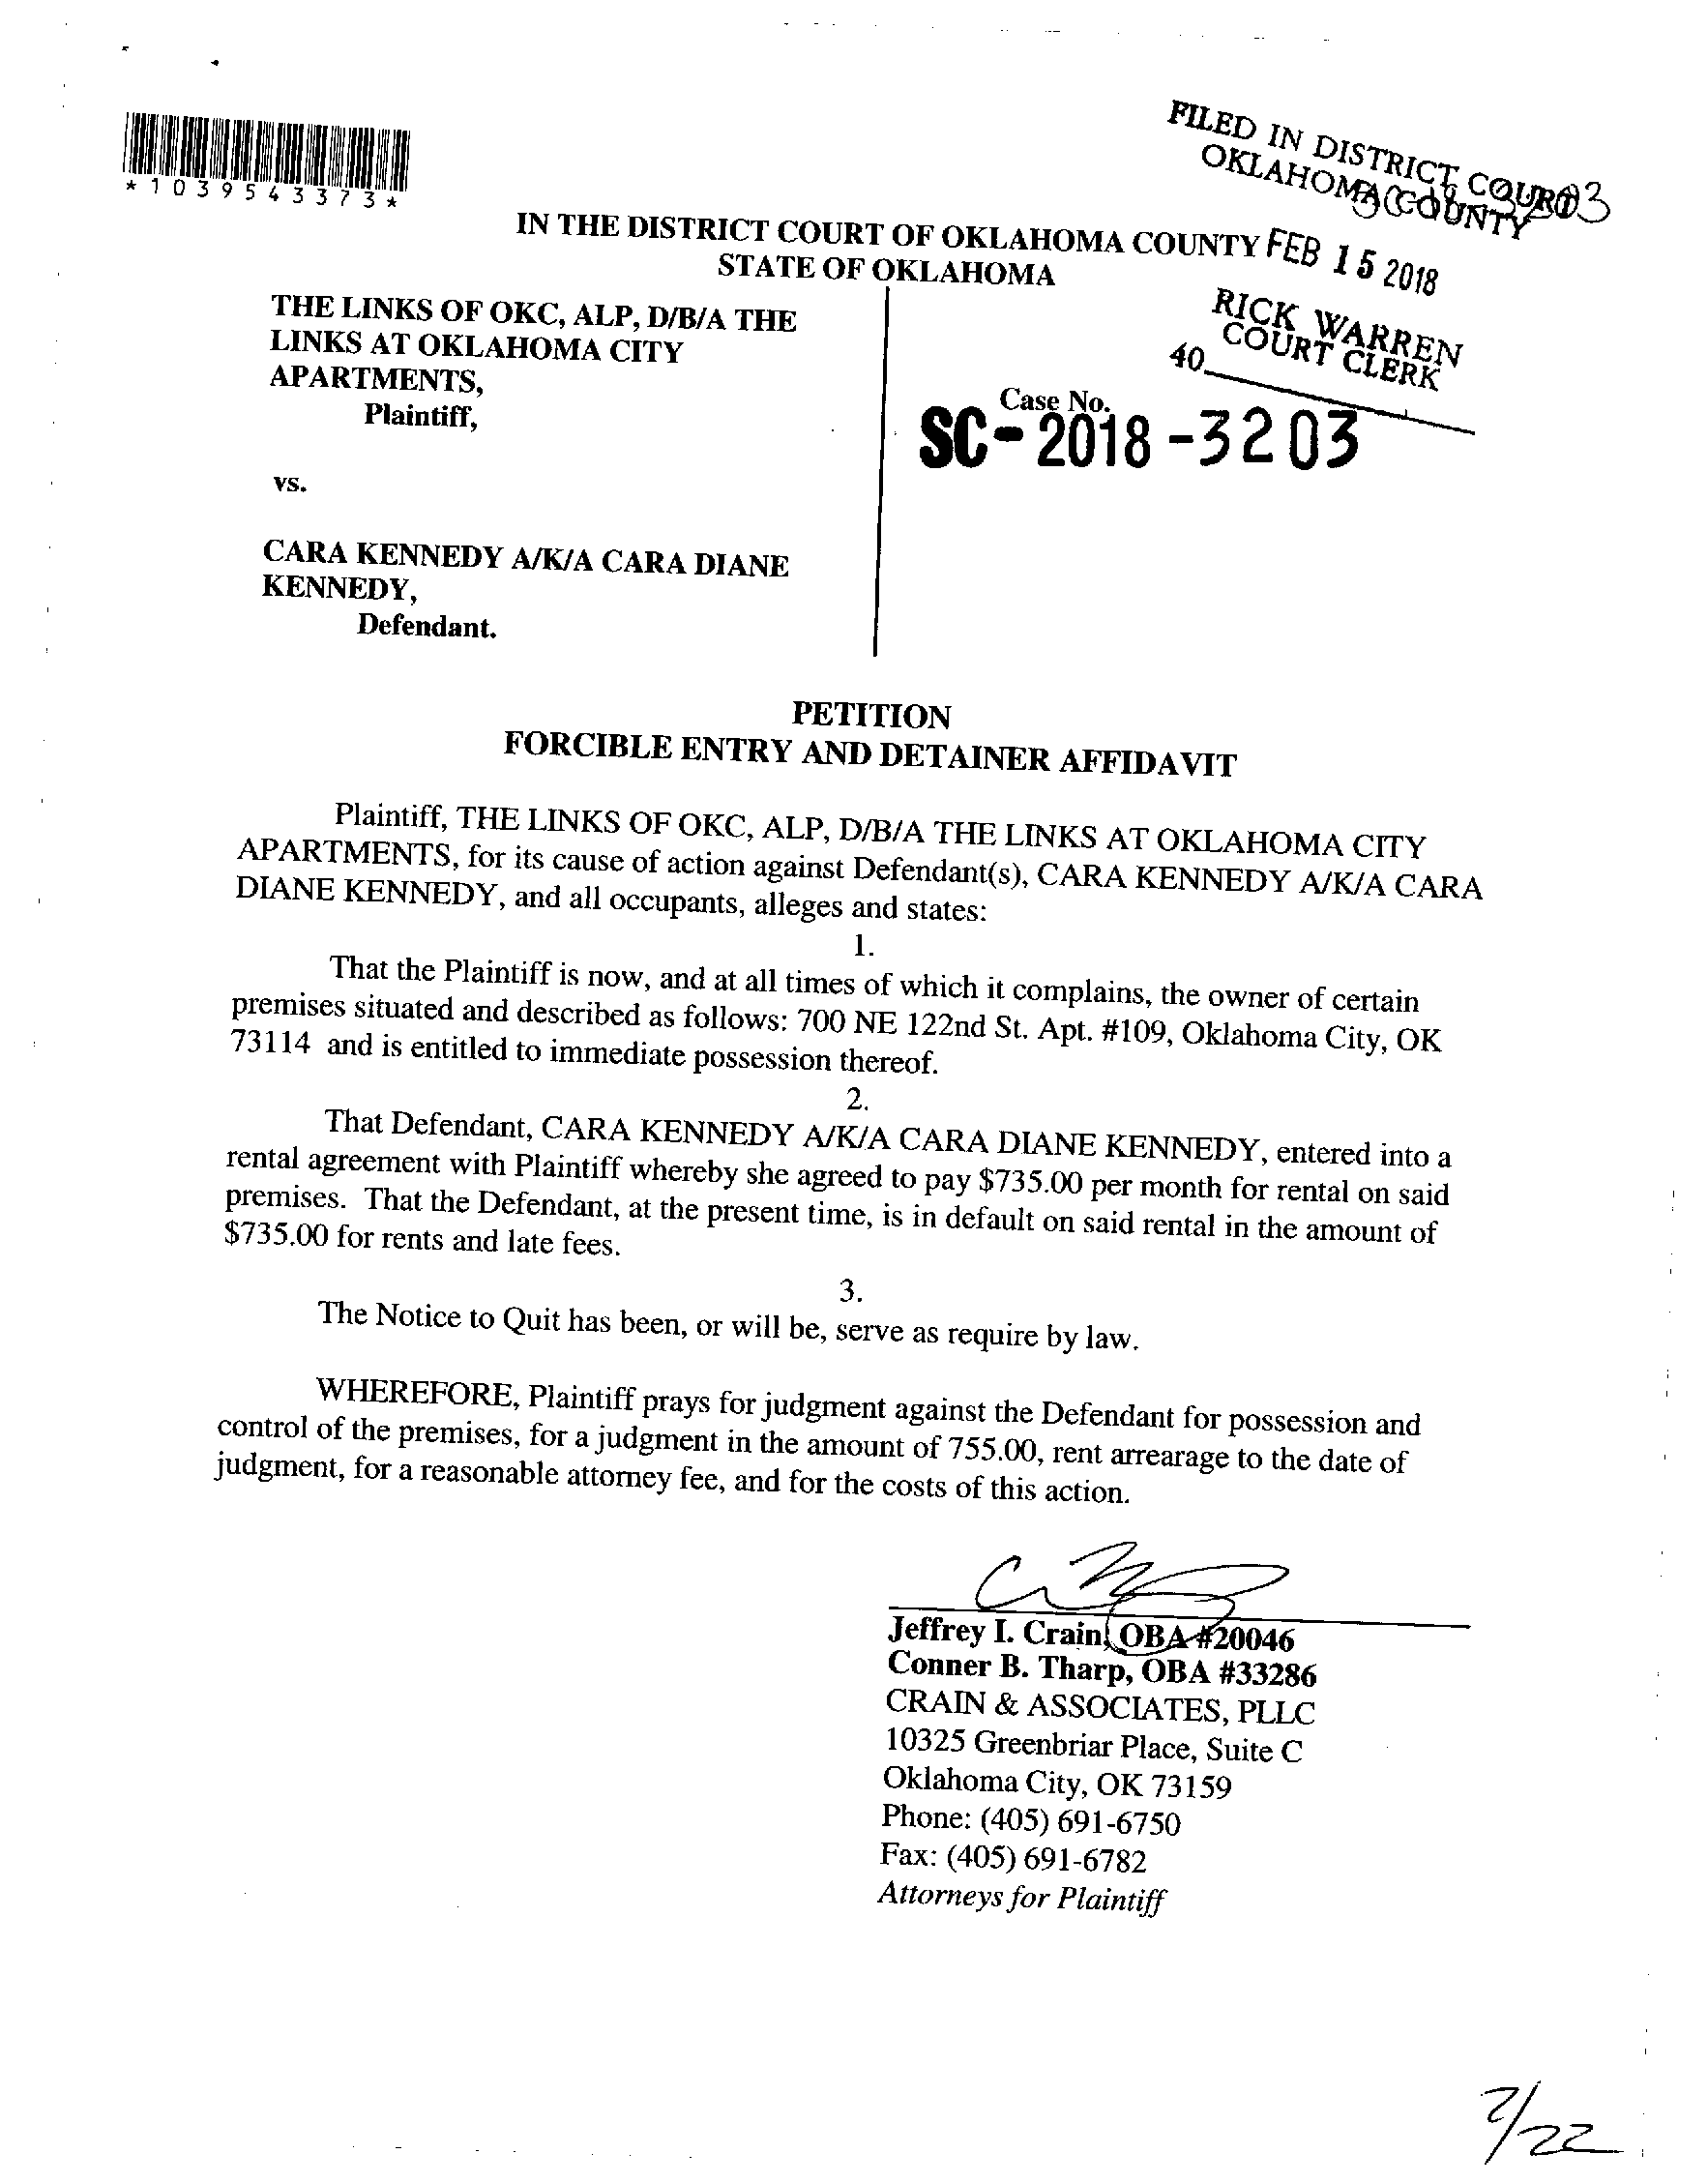 *1039543373*
FILED IN DISTRICT COURT
OKLAHOMA COUNTY
FEB 15 2018
RICK WARREN
COURT CLERK
40
IN THE DISTRICT COURT OF OKLAHOMA COUNTY
STATE OF OKLAHOMA
THE LINKS OF OKC, ALP, D/B/A THE
LINKS AT OKLAHOMA CITY
APARTMENTS,
Plaintiff,
vs.
CARA KENNEDY A/K/A CARA DIANE
KENNEDY,
Defendant.
Case No.
SC-2018-3203
PETITION
FORCIBLE ENTRY AND DETAINER AFFIDAVIT
Plaintiff, THE LINKS OF OKC, ALP, D/B/A THE LINKS AT OKLAHOMA CITY
APARTMENTS, for its cause of action against Defendant(s), CARA KENNEDY A/K/A CARA
DIANE KENNEDY, and all occupants, alleges and states:
1.
That the Plaintiff is now, and at all times of which it complains, the owner of certain
premises situated and described as follows: 700 NE 122nd St. Apt. #109, Oklahoma City, OK
73114 and is entitled to immediate possession thereof.
2.
That Defendant, CARA KENNEDY A/K/A CARA DIANE KENNEDY, entered into a
rental agreement with Plaintiff whereby she agreed to pay $735.00 per month for rental on said
premises. That the Defendant, at the present time, is in default on said rental in the amount of
$735.00 for rents and late fees.
3.
The Notice to Quit has been, or will be, serve as require by law.
WHEREFORE, Plaintiff prays for judgment against the Defendant for possession and
control of the premises, for a judgment in the amount of 755.00, rent arrearage to the date of
judgment, for a reasonable attorney fee, and for the costs of this action.
Jeffrey I. Crain, OBA #20046
Conner B. Tharp, OBA #33286
CRAIN & ASSOCIATES, PLLC
10325 Greenbriar Place, Suite C
Oklahoma City, OK 73159
Phone: (405) 691-6750
Fax: (405) 691-6782
Attorneys for Plaintiff
2/22